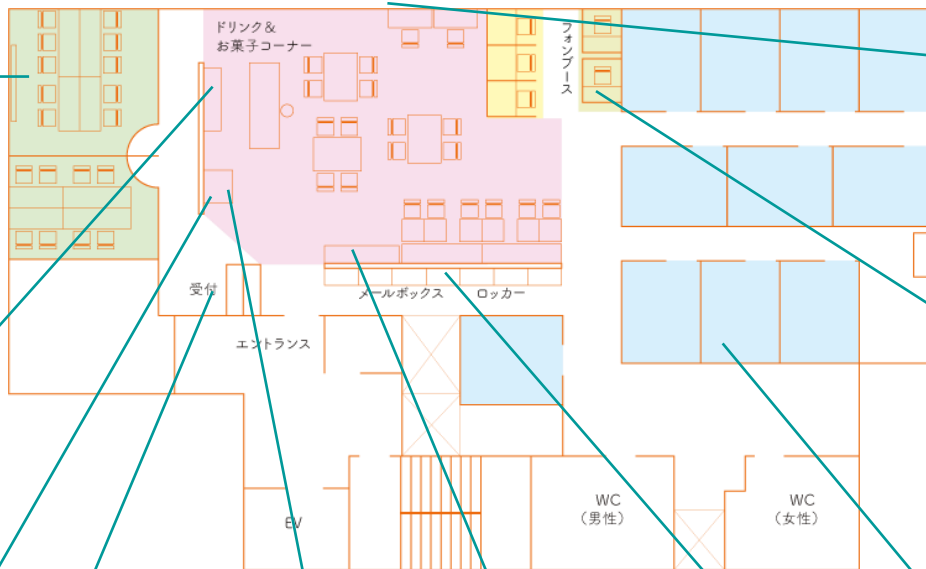 ドリンク＆
お菓子コーナー
フォンブース
受付
メールボックス
ロッカー
エントランス
EV
WC
（男性）
WC
（女性）